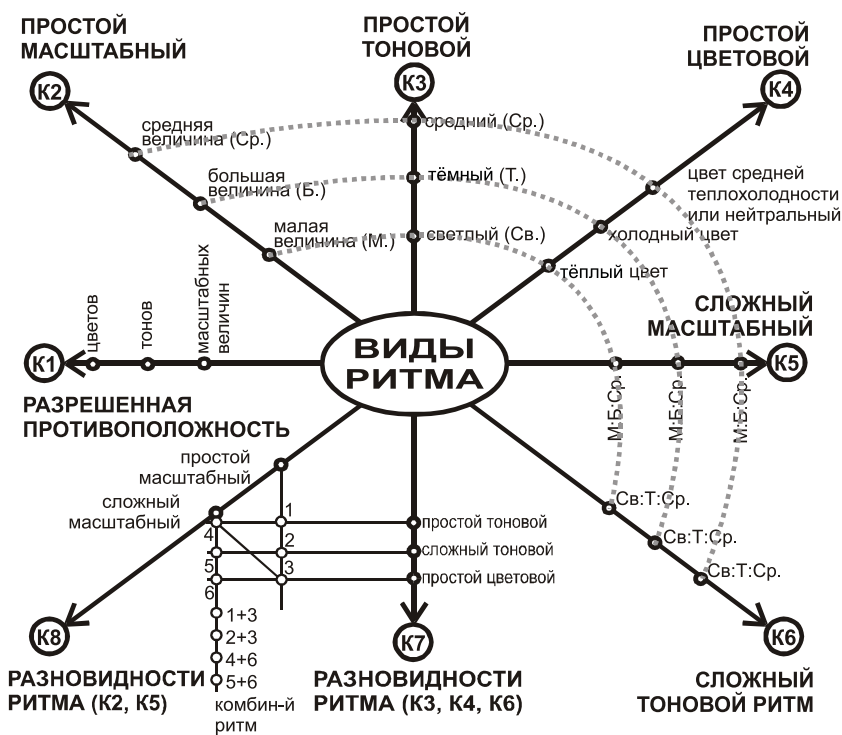 ПРОСТОЙ
МАСШТАБНЫЙ
К2
ПРОСТОЙ
ТОНОВОЙ
К3
ПРОСТОЙ
ЦВЕТОВОЙ
К4
средняя
величина (Ср.)
большая
величина (Б.)
малая
величина (М.)
средний (Ср.)
тёмный (Т.)
светлый (Св.)
цвет средней
теплохолодности
или нейтральный
холодный цвет
тёплый цвет
К1
цветов
тонов
масштабных
величин
РАЗРЕШЕННАЯ
ПРОТИВОПОЛОЖНОСТЬ
ВИДЫ
РИТМА
СЛОЖНЫЙ
МАСШТАБНЫЙ
К5
М:Б:Ср.
М:Б:Ср.
М:Б:Ср.
простой
масштабный
сложный
масштабный
1
2
3
4
5
6
1+3
2+3
4+6
5+6
комбин-й
ритм
простой тоновой
сложный тоновой
простой цветовой
Св:Т:Ср.
Св:Т:Ср.
Св:Т:Ср.
К8
РАЗНОВИДНОСТИ
РИТМА (К2, К5)
К7
РАЗНОВИДНОСТИ
РИТМА (К3, К4, К6)
К6
СЛОЖНЫЙ
ТОНОВОЙ РИТМ